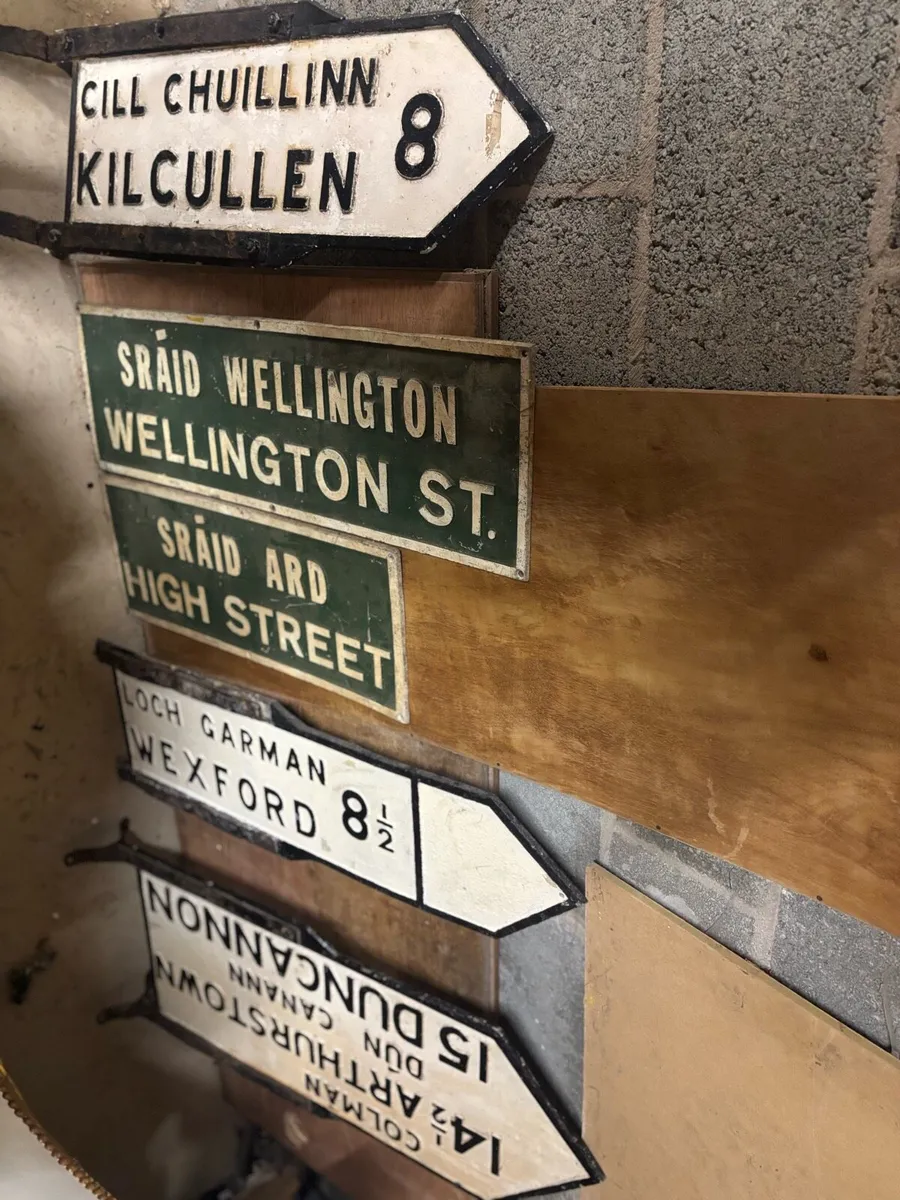 CILL CHUILLINN
KILCULLEN 8
SRÁID WELLINGTON
WELLINGTON ST.
SRÁID ARD
HIGH STREET
LOCH GARMAN
WEXFORD 8½
COLMAN
14½ ARTHURSTOWN
DÚN CANANN
15 DUNCANNON